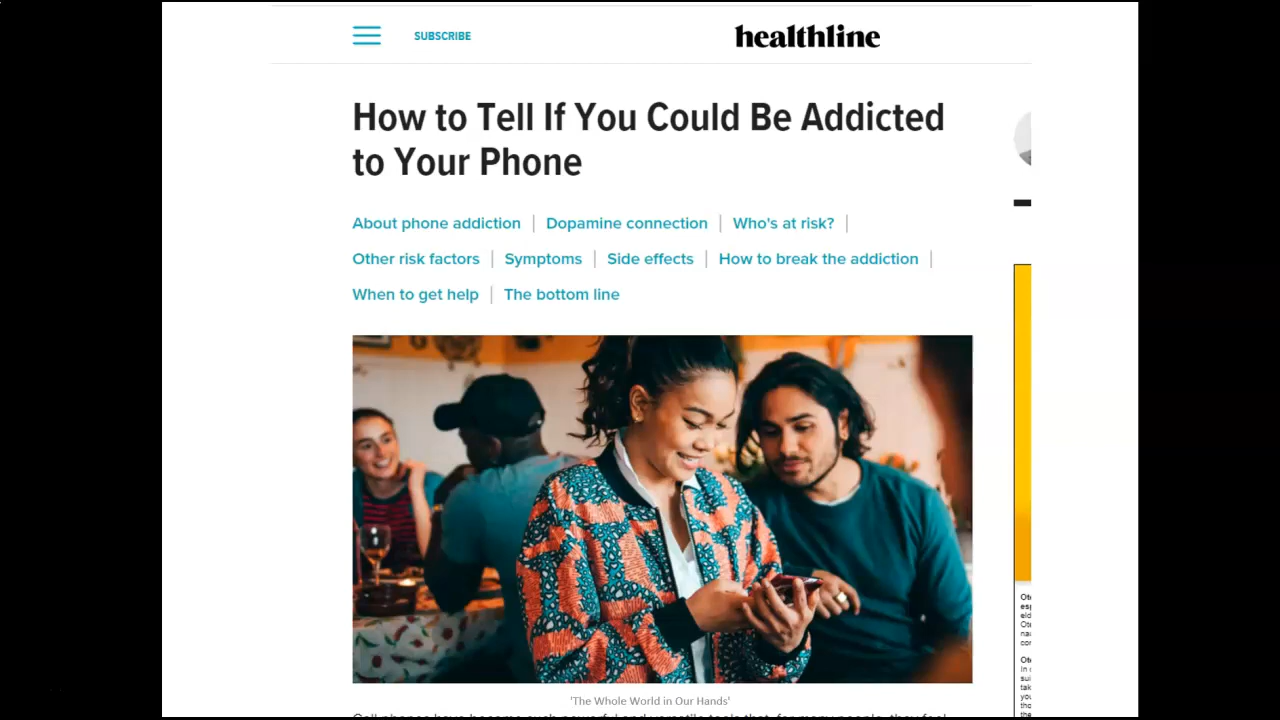 SUBSCRIBE
healthline
How to Tell If You Could Be Addicted
to Your Phone
About phone addiction
Dopamine connection
Who's at risk?
Other risk factors
Symptoms
Side effects
How to break the addiction
When to get help
The bottom line
'The Whole World in Our Hands'